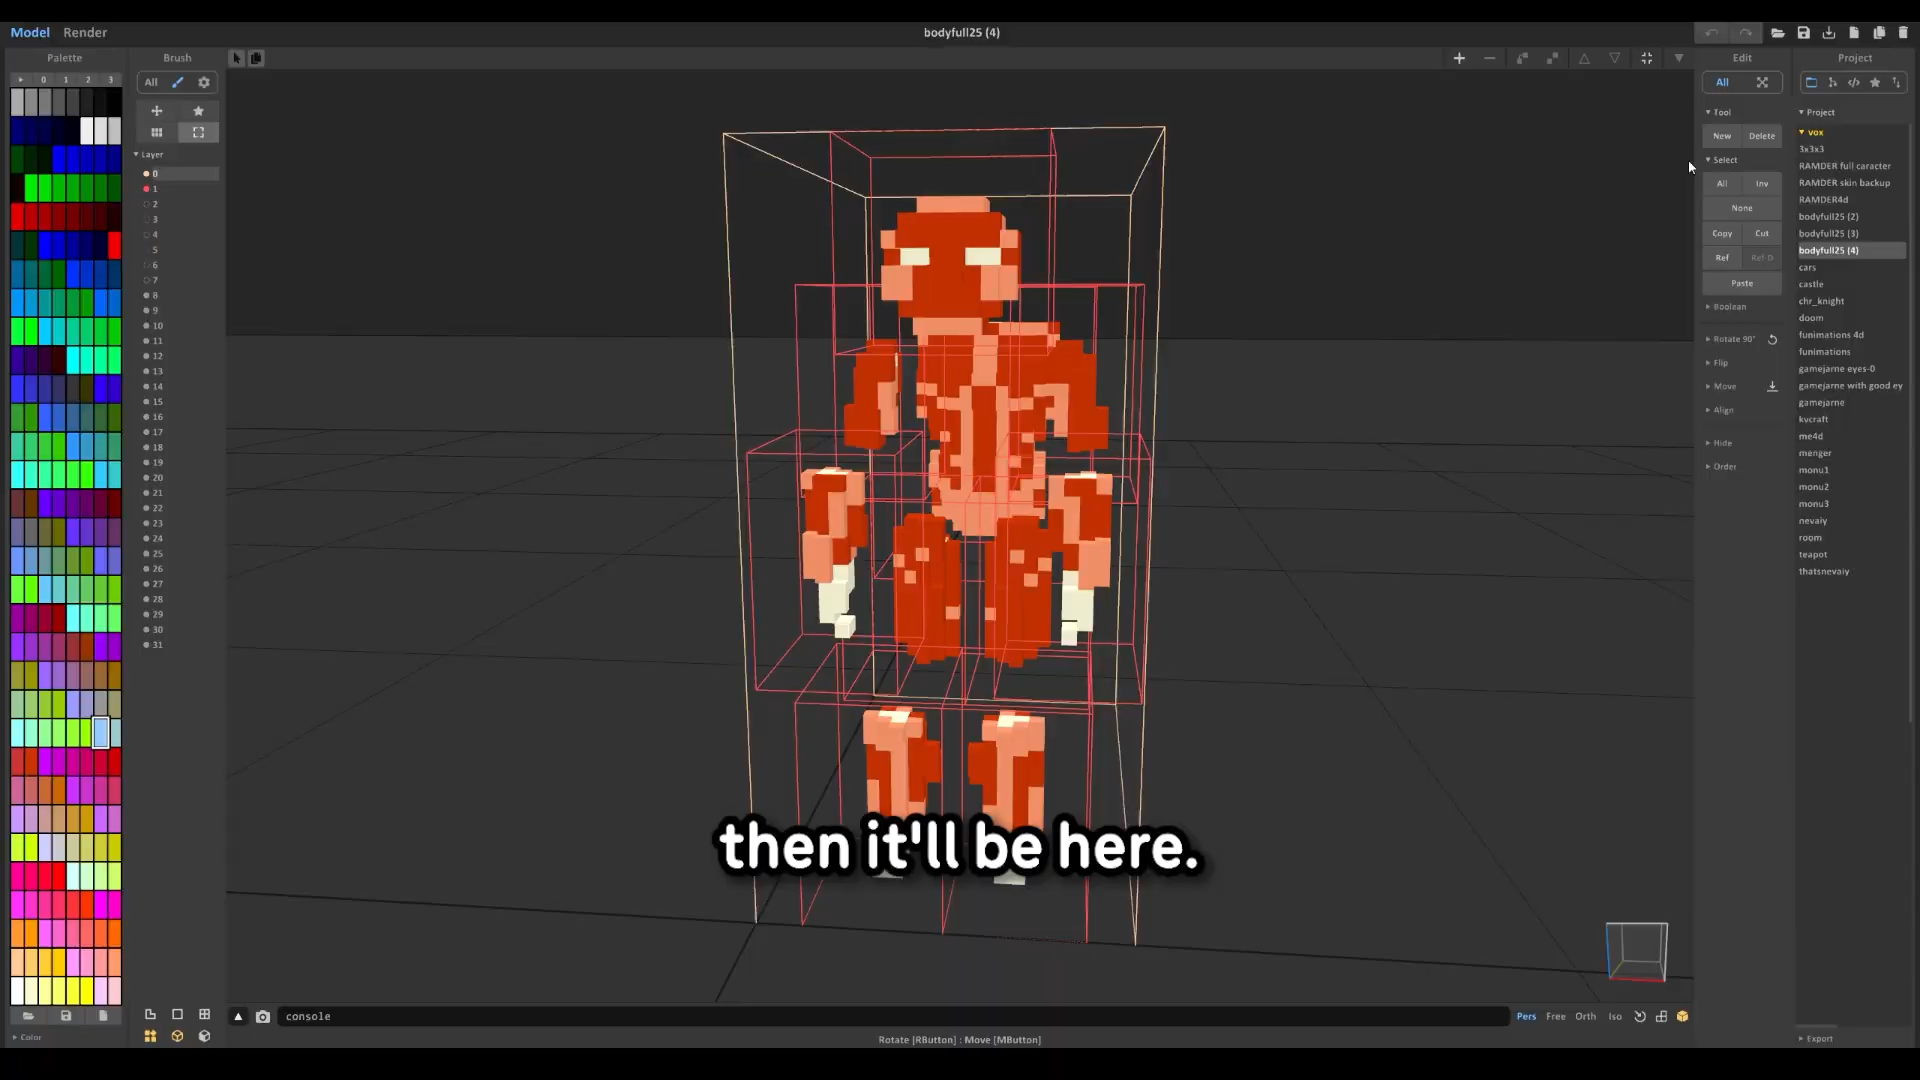 Model Render
bodyfull25 (4)
Palette
0 1 2 3
Color
Brush
All
Layer
0
1
2
3
4
5
6
7
8
9
10
11
12
13
14
15
16
17
18
19
20
21
22
23
24
25
26
27
28
29
30
31
then it'll be here.
console
Pers Free Orth Iso
Rotate [RButton] : Move [MButton]
Edit
All
Tool
New Delete
Select
All Inv
None
Copy Cut
Ref Ref D
Paste
Boolean
Rotate 90°
Flip
Move
Align
Hide
Order
Project
Project
vox
3x3x3
RAMDER full caracter
RAMDER skin backup
RAMDER4d
bodyfull25 (2)
bodyfull25 (3)
bodyfull25 (4)
cars
castle
chr_knight
doom
funimations 4d
funimations
gamejarne eyes-0
gamejarne with good ey
gamejarne
kvcraft
me4d
menger
monu1
monu2
monu3
nevaiy
room
teapot
thatsnevaiy
Export